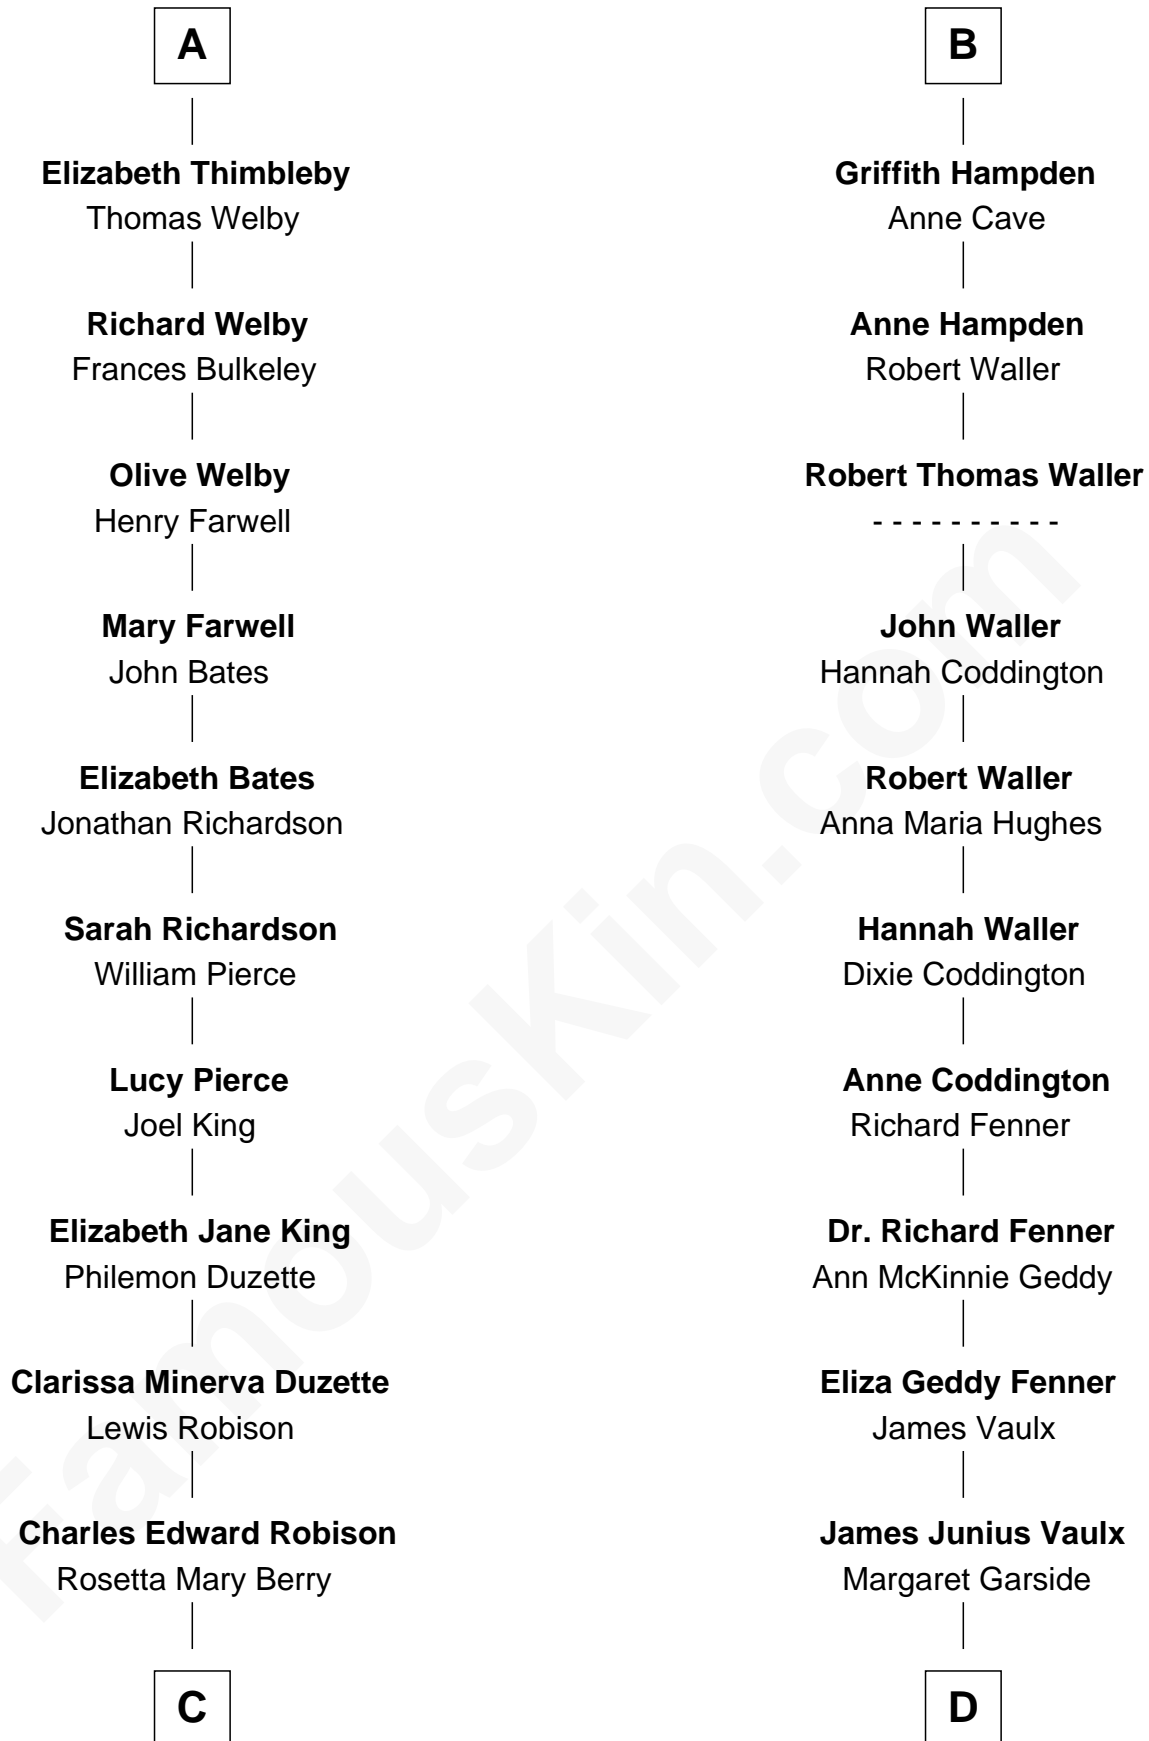 A
Elizabeth Thimbleby
Thomas Welby
Richard Welby
Frances Bulkeley
Olive Welby
Henry Farwell
Mary Farwell
John Bates
Elizabeth Bates
Jonathan Richardson
Sarah Richardson
William Pierce
Lucy Pierce
Joel King
Elizabeth Jane King
Philemon Duzette
Clarissa Minerva Duzette
Lewis Robison
Charles Edward Robison
Rosetta Mary Berry
C
B
Griffith Hampden
Anne Cave
Anne Hampden
Robert Waller
Robert Thomas Waller
- - - - - - - - - -
John Waller
Hannah Coddington
Robert Waller
Anna Maria Hughes
Hannah Waller
Dixie Coddington
Anne Coddington
Richard Fenner
Dr. Richard Fenner
Ann McKinnie Geddy
Eliza Geddy Fenner
James Vaulx
James Junius Vaulx
Margaret Garside
D
FamousKin.com